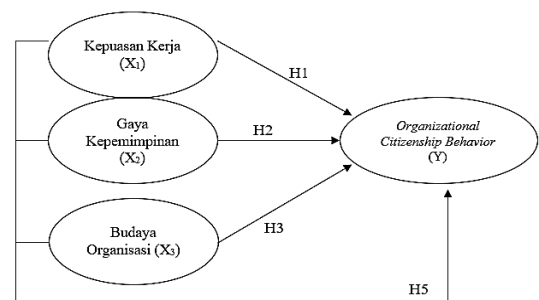 Kepuasan Kerja
(X1)
H1
Gaya
Kepemimpinan
(X2)
H2
Organizational
Citizenship Behavior
(Y)
Budaya
Organisasi (X3)
H3
H5